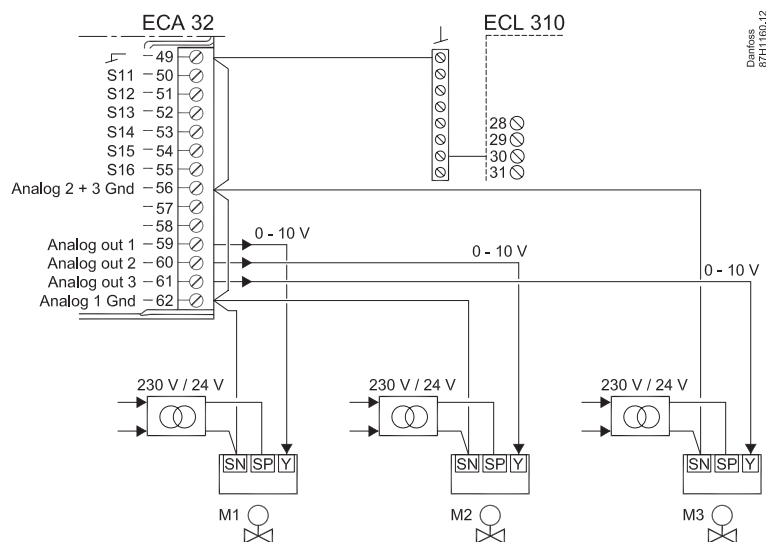 ECA 32
ECL 310
Danfoss
87H1160.12
49
S11 50
S12 51
S13 52
S14 53
S15 54
S16 55
Analog 2 + 3 Gnd 56
57
58
Analog out 1 59
Analog out 2 60
Analog out 3 61
Analog 1 Gnd 62
28
29
30
31
0 - 10 V
0 - 10 V
0 - 10 V
230 V / 24 V
230 V / 24 V
230 V / 24 V
SN SP Y
SN SP Y
SN SP Y
M1
M2
M3